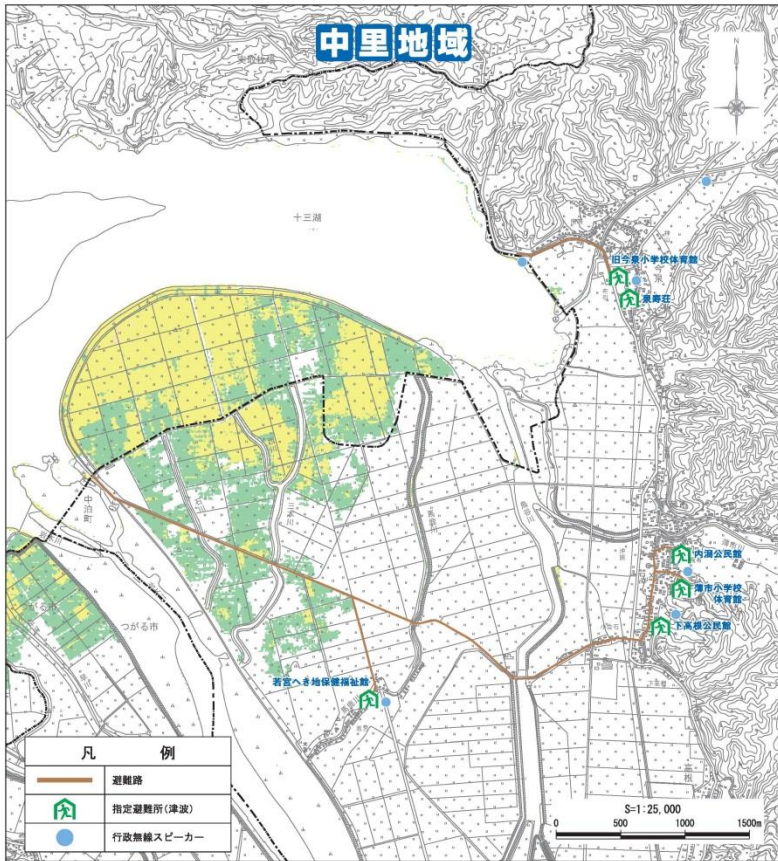 中里地域
N
十三湖
旧今泉小学校体育館
泉寿荘
中泊町
つがる市
つがる市
内潟公民館
薄市小学校
体育館
下高根公民館
若宮へき地保健福祉館
凡 例
避難路
指定避難所(津波)
行政無線スピーカー
S=1:25,000
0 500 1000 1500m